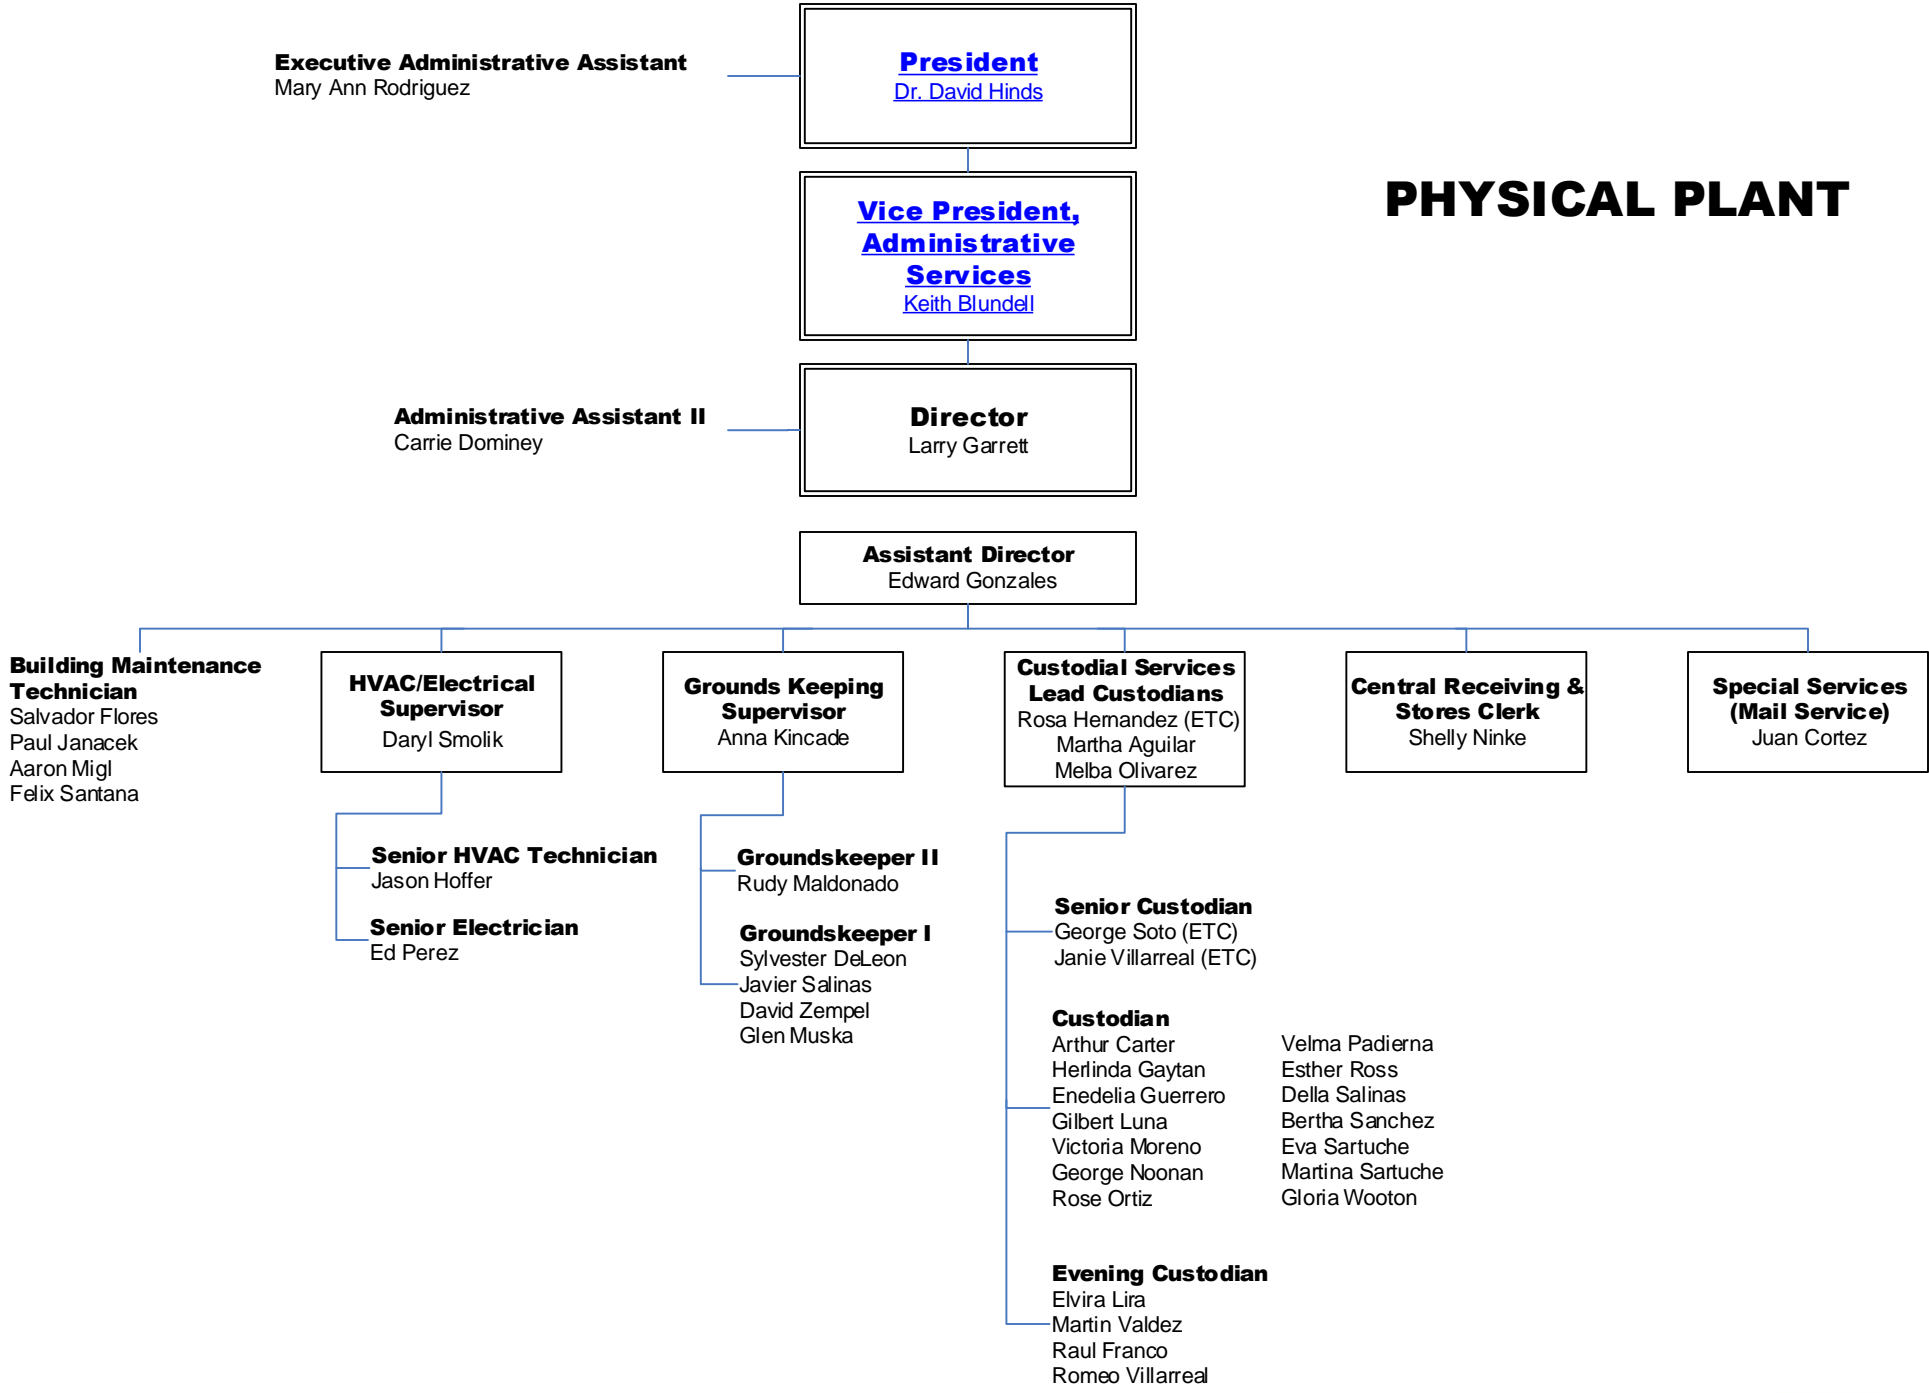 Executive Administrative Assistant
Mary Ann Rodriguez
President
Dr. David Hinds
PHYSICAL PLANT
Vice President,
Administrative
Services
Keith Blundell
Administrative Assistant II
Carrie Dominey
Director
Larry Garrett
Assistant Director
Edward Gonzales
Building Maintenance
Technician
Salvador Flores
Paul Janacek
Aaron Migl
Felix Santana
HVAC/Electrical
Supervisor
Daryl Smolik
Senior HVAC Technician
Jason Hoffer
Senior Electrician
Ed Perez
Grounds Keeping
Supervisor
Anna Kincade
Groundskeeper II
Rudy Maldonado
Groundskeeper I
Sylvester DeLeon
Javier Salinas
David Zempel
Glen Muska
Custodial Services
Lead Custodians
Rosa Hernandez (ETC)
Martha Aguilar
Melba Olivarez
Senior Custodian
George Soto (ETC)
Janie Villarreal (ETC)
Custodian
Arthur Carter
Herlinda Gaytan
Enedelia Guerrero
Gilbert Luna
Victoria Moreno
George Noonan
Rose Ortiz
Velma Padierna
Esther Ross
Della Salinas
Bertha Sanchez
Eva Sartuche
Martina Sartuche
Gloria Wooton
Evening Custodian
Elvira Lira
Martin Valdez
Raul Franco
Romeo Villarreal
Central Receiving &
Stores Clerk
Shelly Ninke
Special Services
(Mail Service)
Juan Cortez